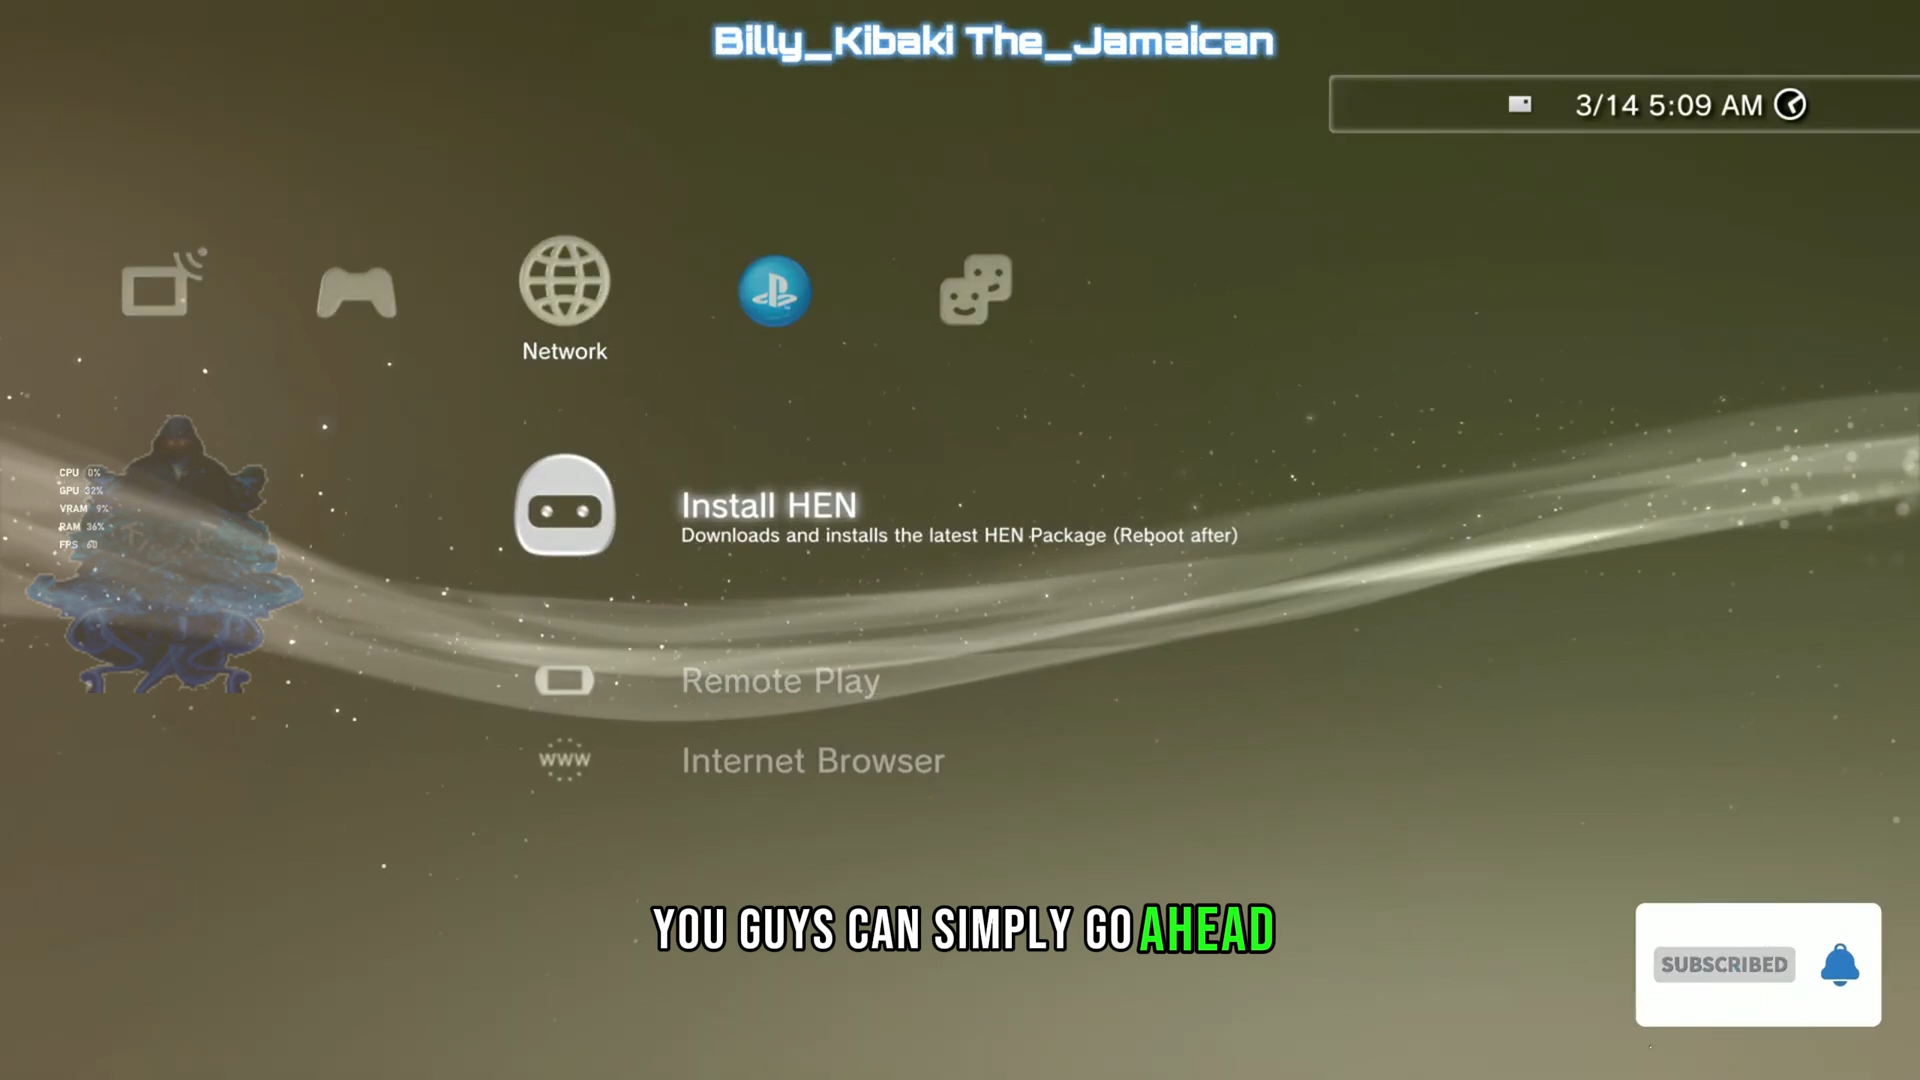 Billy_Kibaki The_Jamaican
3/14 5:09 AM
Network
CPU 0%
GPU 32%
VRAM 9%
RAM 36%
FPS 60
Install HEN
Downloads and installs the latest HEN Package (Reboot after)
Remote Play
www
Internet Browser
YOU GUYS CAN SIMPLY GO AHEAD
SUBSCRIBED